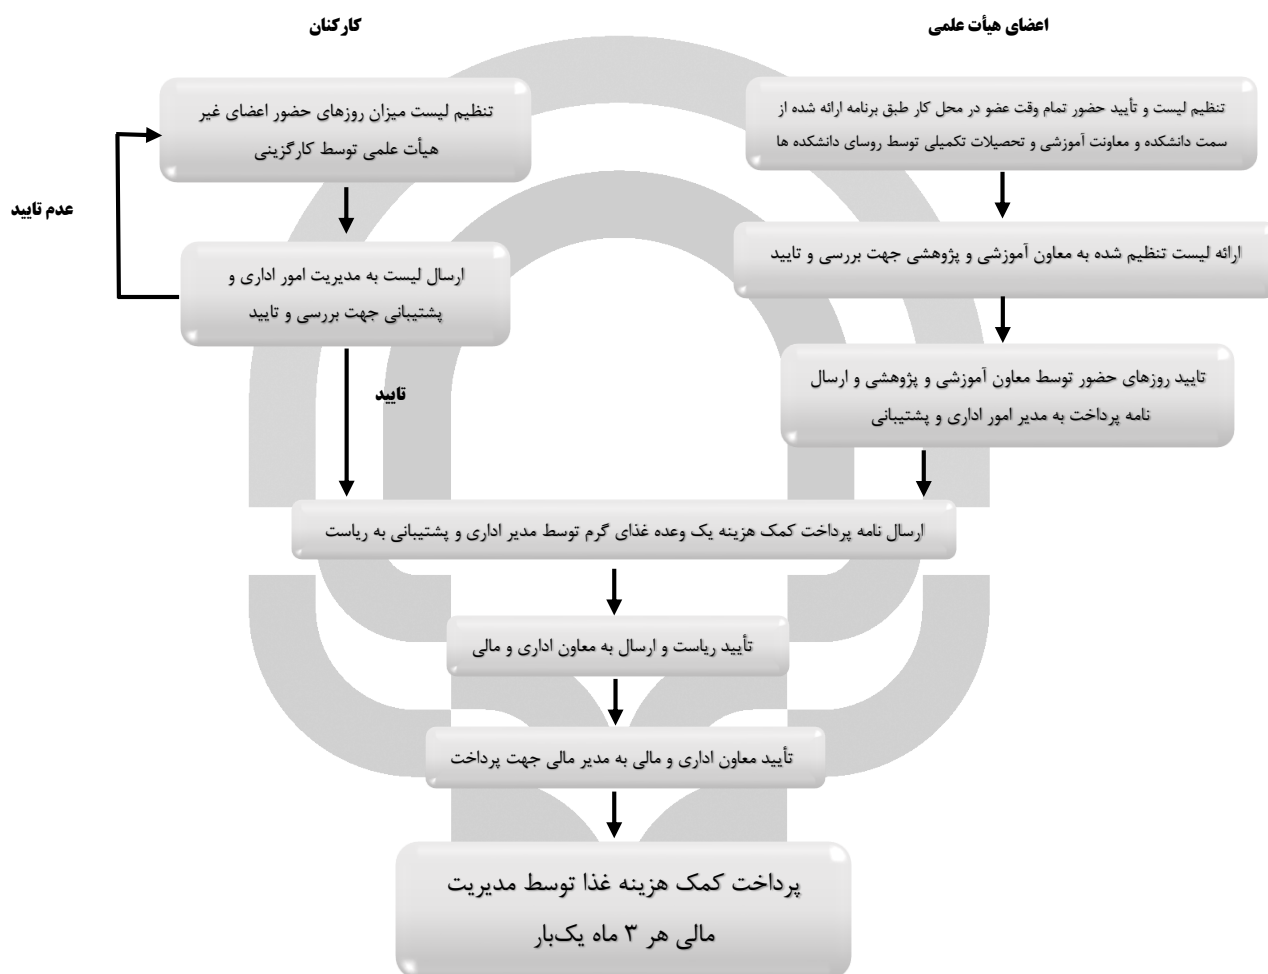 اعضای هیأت علمی
کارکنان
تنظیم لیست و تأیید حضور تمام وقت عضو در محل کار طبق برنامه ارائه شده از
سمت دانشکده و معاونت آموزشی و تحصیلات تکمیلی توسط روسای دانشکده ها
ارائه لیست تنظیم شده به معاون آموزشی و پژوهشی جهت بررسی و تایید
تایید روزهای حضور توسط معاون آموزشی و پژوهشی و ارسال
نامه پرداخت به مدیر امور اداری و پشتیبانی
تنظیم لیست میزان روزهای حضور اعضای غیر
هیأت علمی توسط کارگزینی
عدم تایید
ارسال لیست به مدیریت امور اداری و
پشتیبانی جهت بررسی و تایید
تایید
ارسال نامه پرداخت کمک هزینه یک وعده غذای گرم توسط مدیر اداری و پشتیبانی به ریاست
تأیید ریاست و ارسال به معاون اداری و مالی
تأیید معاون اداری و مالی به مدیر مالی جهت پرداخت
پرداخت کمک هزینه غذا توسط مدیریت
مالی هر ۳ ماه یک‌بار